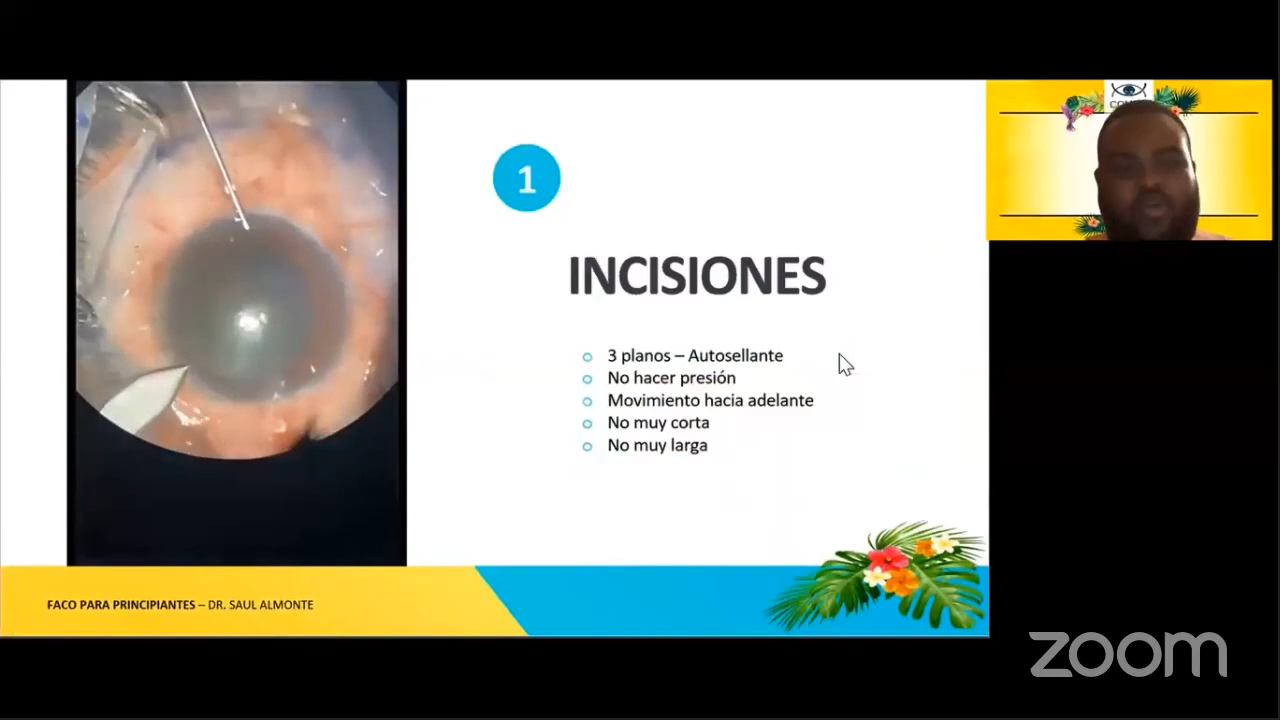 1
INCISIONES
3 planos – Autosellante
No hacer presión
Movimiento hacia adelante
No muy corta
No muy larga
FACO PARA PRINCIPIANTES – DR. SAUL ALMONTE
zoom